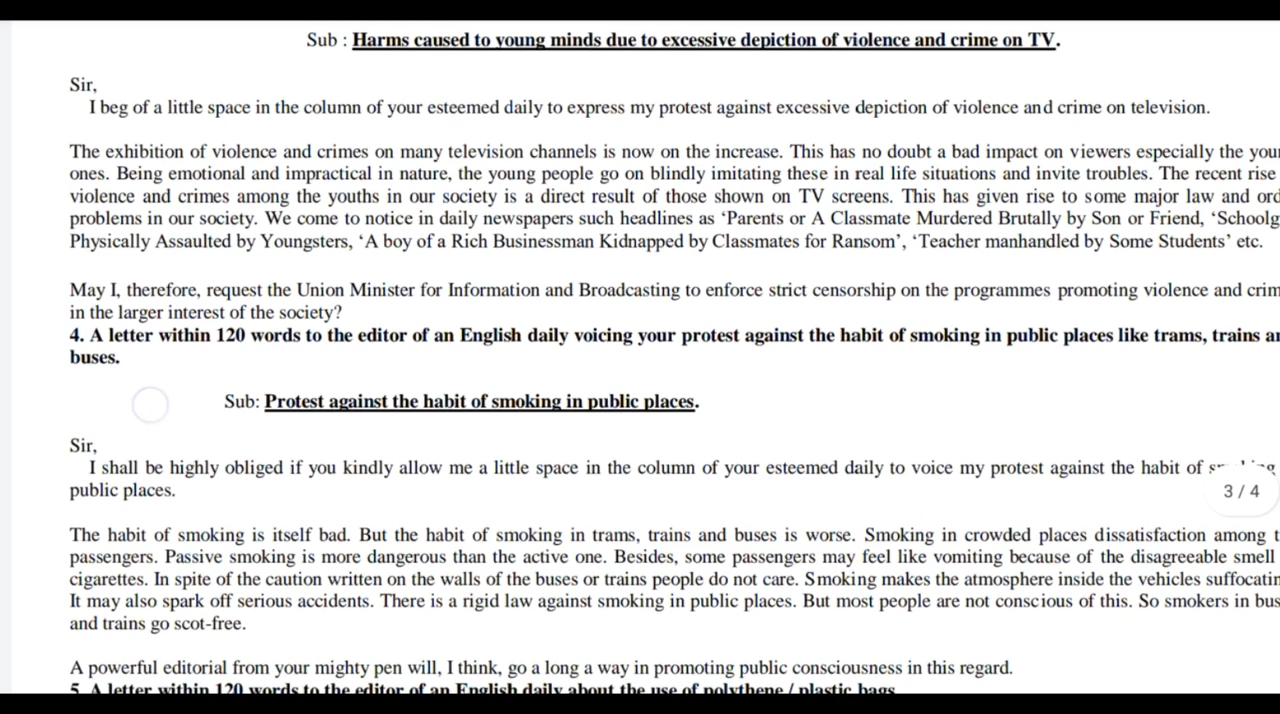 Sub : Harms caused to young minds due to excessive depiction of violence and crime on TV.
Sir,
I beg of a little space in the column of your esteemed daily to express my protest against excessive depiction of violence and crime on television.
The exhibition of violence and crimes on many television channels is now on the increase. This has no doubt a bad impact on viewers especially the
ones. Being emotional and impractical in nature, the young people go on blindly imitating these in real life situations and invite troubles. The recent rise
violence and crimes among the youths in our society is a direct result of those shown on TV screens. This has given rise to some major law and
problems in our society. We come to notice in daily newspapers such headlines as ‘Parents or A Classmate Murdered Brutally by Son or Friend, ‘
Physically Assaulted by Youngsters, ‘A boy of a Rich Businessman Kidnapped by Classmates for Ransom’, ‘Teacher manhandled by Some Students’ etc.
May I, therefore, request the Union Minister for Information and Broadcasting to enforce strict censorship on the programmes promoting violence and
in the larger interest of the society?
4. A letter within 120 words to the editor of an English daily voicing your protest against the habit of smoking in public places like trams, trains
buses.
Sub: Protest against the habit of smoking in public places.
Sir,
I shall be highly obliged if you kindly allow me a little space in the column of your esteemed daily to voice my protest against the habit of
public places.
3 / 4
The habit of smoking is itself bad. But the habit of smoking in trams, trains and buses is worse. Smoking in crowded places dissatisfaction among
passengers. Passive smoking is more dangerous than the active one. Besides, some passengers may feel like vomiting because of the disagreeable smell
cigarettes. In spite of the caution written on the walls of the buses or trains people do not care. Smoking makes the atmosphere inside the vehicles
It may also spark off serious accidents. There is a rigid law against smoking in public places. But most people are not conscious of this. So smokers in
and trains go scot-free.
A powerful editorial from your mighty pen will, I think, go a long a way in promoting public consciousness in this regard.
5. A letter within 120 words to the editor of an English daily about the use of polythene / plastic bags